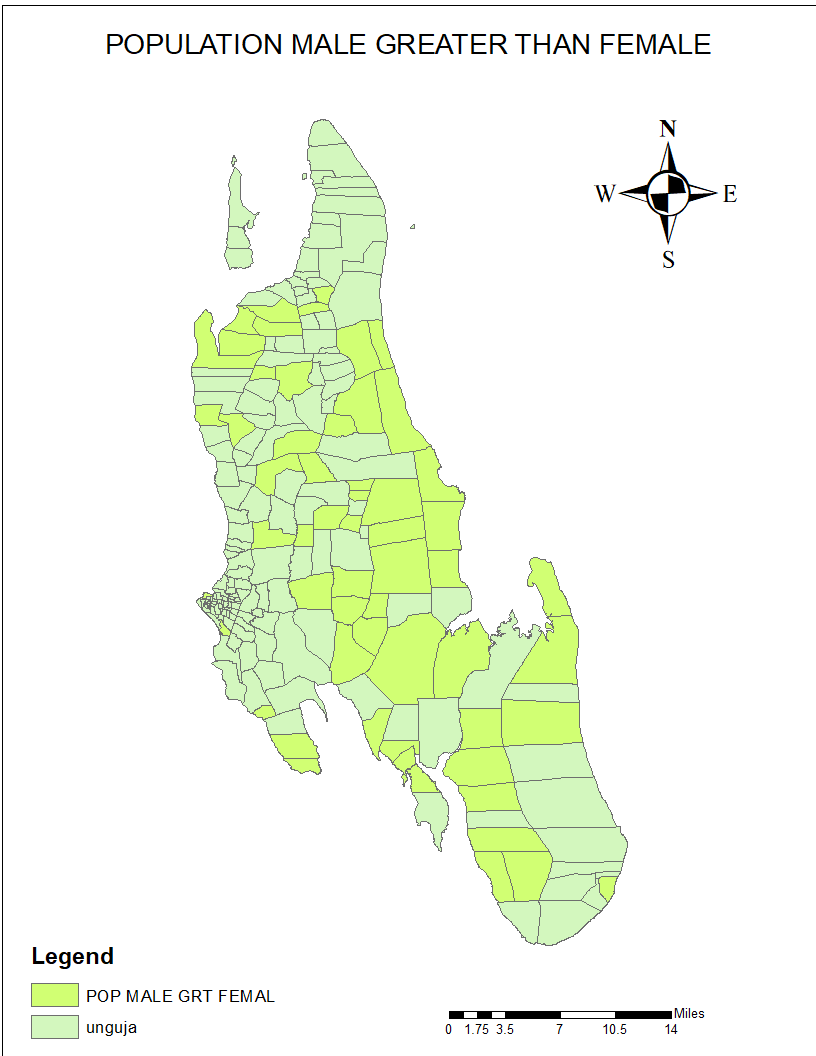 POPULATION MALE GREATER THAN FEMALE
N
W E
S
Legend
POP MALE GRT FEMAL
unguja
Miles
0 1.75 3.5 7 10.5 14